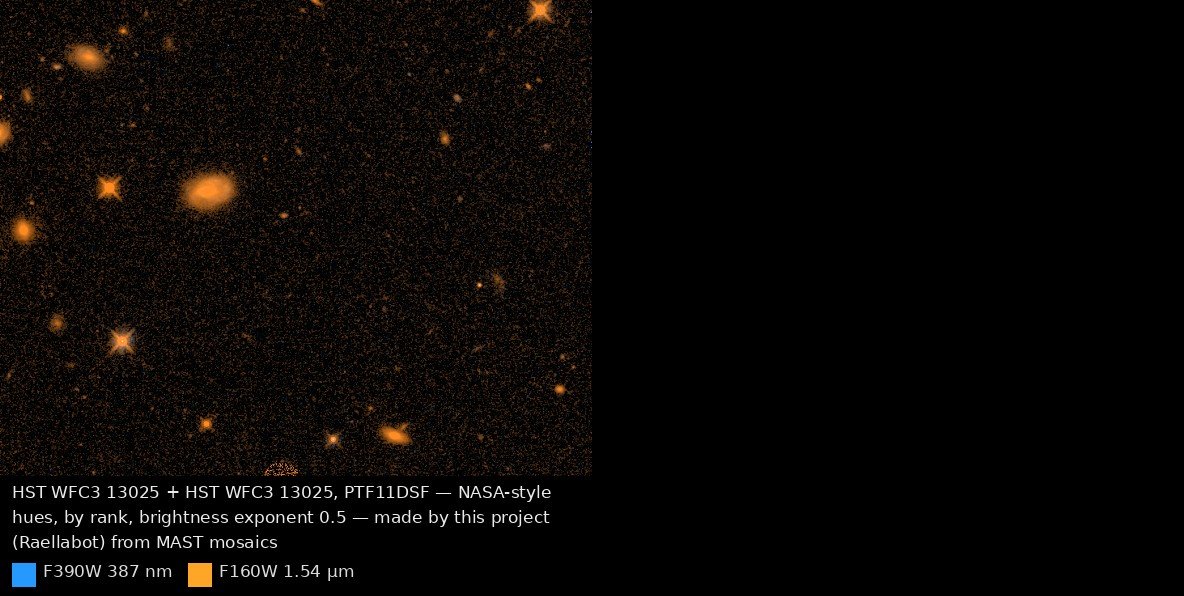 HST WFC3 13025 + HST WFC3 13025, PTF11DSF — NASA-style
hues, by rank, brightness exponent 0.5 — made by this project
(Raellabot) from MAST mosaics
F390W 387 nm F160W 1.54 µm